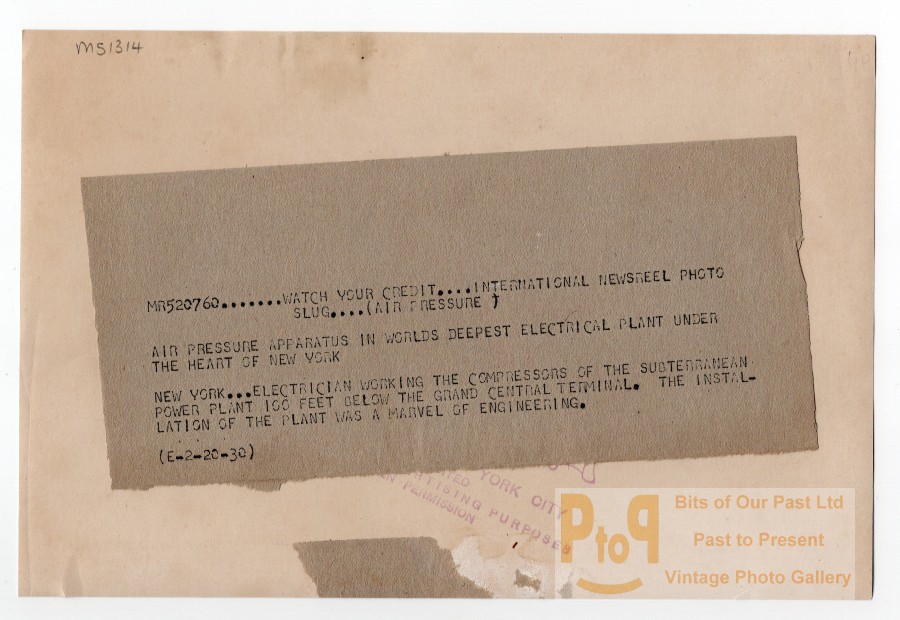 MS1314
MR520760.......WATCH YOUR CREDIT....INTERNATIONAL NEWSREEL PHOTO
SLUG....(AIR PRESSURE )
AIR PRESSURE APPARATUS IN WORLDS DEEPEST ELECTRICAL PLANT UNDER
THE HEART OF NEW YORK
NEW YORK...ELECTRICIAN WORKING THE COMPRESSORS OF THE SUBTERRANEAN
POWER PLANT 100 FEET BELOW THE GRAND CENTRAL TERMINAL. THE INSTAL-
LATION OF THE PLANT WAS A MARVEL OF ENGINEERING.
(E-2-20-30)
YORK CITY
TISING PURPOSES
PERMISSION
PtoP
Bits of Our Past Ltd
Past to Present
Vintage Photo Gallery